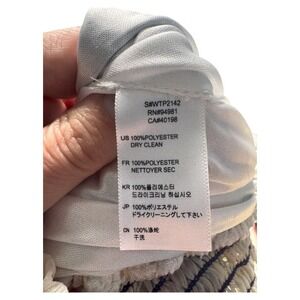 S#WTP2142
RN#94981
CA#40198
US 100%POLYESTER
DRY CLEAN
FR 100%POLYESTER
NETTOYER SEC
KR 100%폴리에스터
드라이크리닝 하십시오
JP 100%ポリエステル
ドライクリーニングして下さい
CN 100%涤纶
干洗